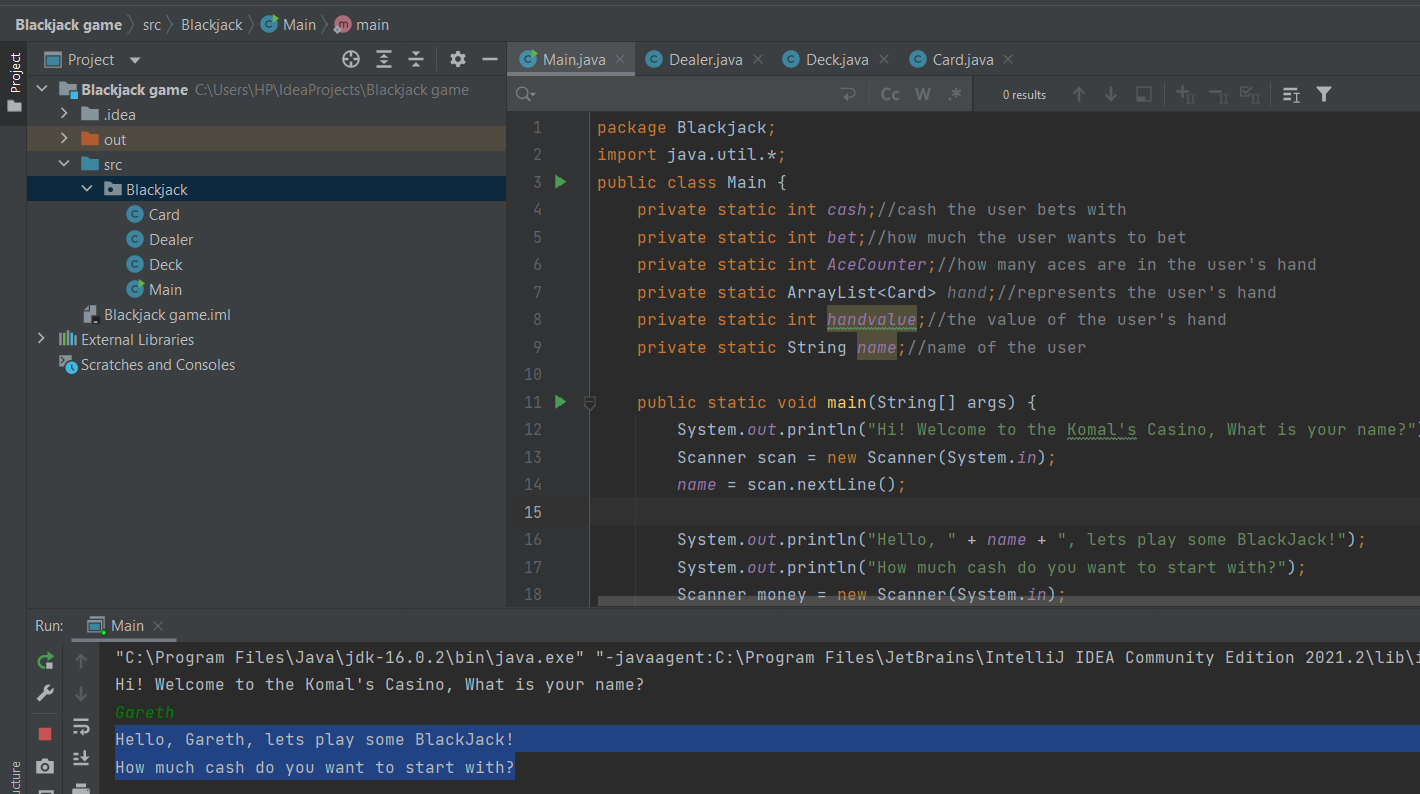 Blackjack game src Blackjack Main main
Project
Project
Blackjack game C:\Users\HP\IdeaProjects\Blackjack game
.idea
out
src
Blackjack
Card
Dealer
Deck
Main
Blackjack game.iml
External Libraries
Scratches and Consoles
Main.java Dealer.java Deck.java Card.java
Cc W .* 0 results
1 package Blackjack;
2 import java.util.*;
3 public class Main {
4 private static int cash;//cash the user bets with
5 private static int bet;//how much the user wants to bet
6 private static int AceCounter;//how many aces are in the user's hand
7 private static ArrayList<Card> hand;//represents the user's hand
8 private static int handvalue;//the value of the user's hand
9 private static String name;//name of the user
10
11 public static void main(String[] args) {
12 System.out.println("Hi! Welcome to the Komal's Casino, What is your name?"
13 Scanner scan = new Scanner(System.in);
14 name = scan.nextLine();
15
16 System.out.println("Hello, " + name + ", lets play some BlackJack!");
17 System.out.println("How much cash do you want to start with?");
18 Scanner money = new Scanner(System.in);
Run: Main
"C:\Program Files\Java\jdk-16.0.2\bin\java.exe" "-javaagent:C:\Program Files\JetBrains\IntelliJ IDEA Community Edition 2021.2\lib\i
Hi! Welcome to the Komal's Casino, What is your name?
Gareth
Hello, Gareth, lets play some BlackJack!
How much cash do you want to start with?
ucture